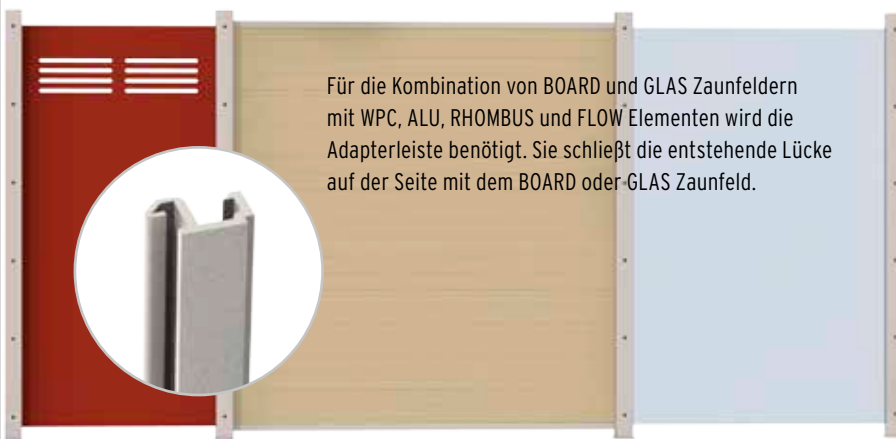 Für die Kombination von BOARD und GLAS Zaunfeldern
mit WPC, ALU, RHOMBUS und FLOW Elementen wird die
Adapterleiste benötigt. Sie schließt die entstehende Lücke
auf der Seite mit dem BOARD oder GLAS Zaunfeld.